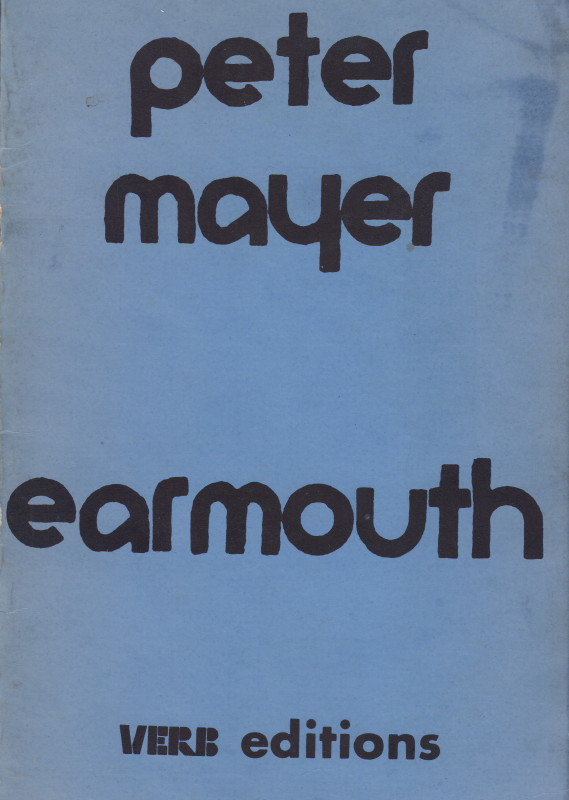 peter
mayer
earmouth
VERB editions